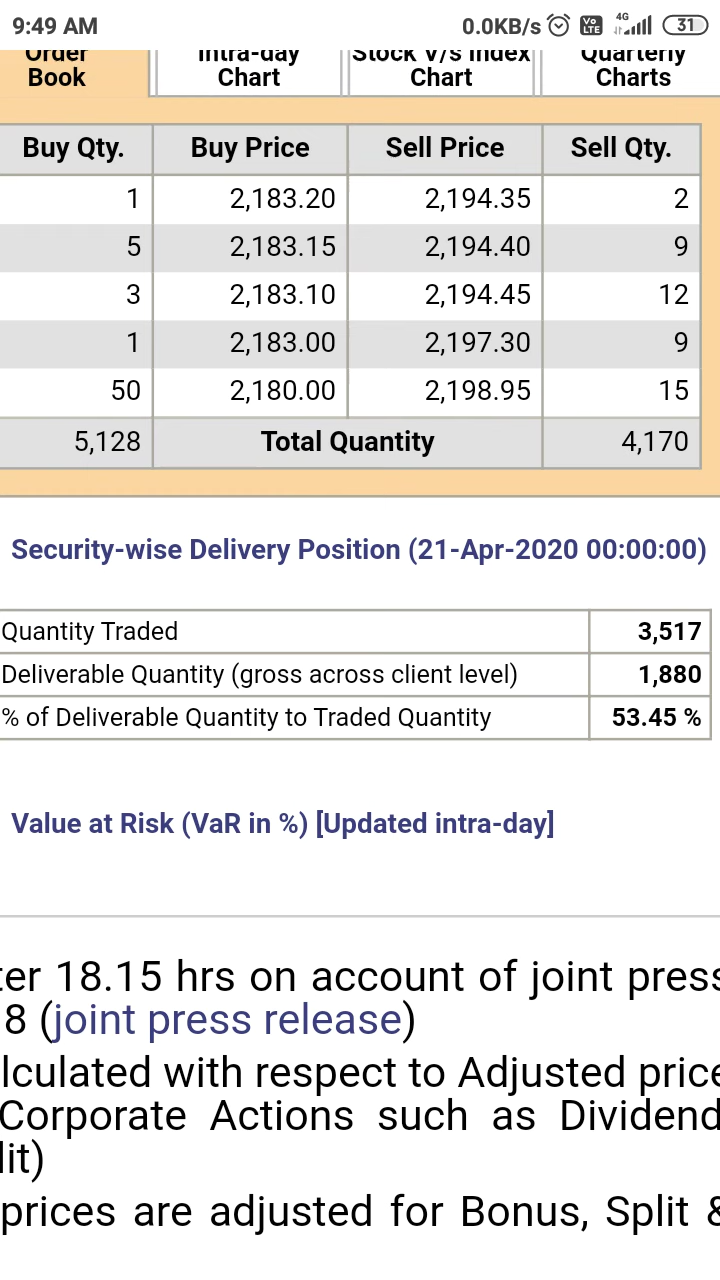 9:49 AM 0.0KB/s Vo LTE 4G 31
Order Intra-day Stock V/s Index Quarterly
Book Chart Chart Charts
Buy Qty. Buy Price Sell Price Sell Qty.
1 2,183.20 2,194.35 2
5 2,183.15 2,194.40 9
3 2,183.10 2,194.45 12
1 2,183.00 2,197.30 9
50 2,180.00 2,198.95 15
5,128 Total Quantity 4,170
Security-wise Delivery Position (21-Apr-2020 00:00:00)
Quantity Traded 3,517
Deliverable Quantity (gross across client level) 1,880
% of Deliverable Quantity to Traded Quantity 53.45 %
Value at Risk (VaR in %) [Updated intra-day]
ter 18.15 hrs on account of joint press
8 (joint press release)
lculated with respect to Adjusted price
Corporate Actions such as Dividend
lit)
prices are adjusted for Bonus, Split &